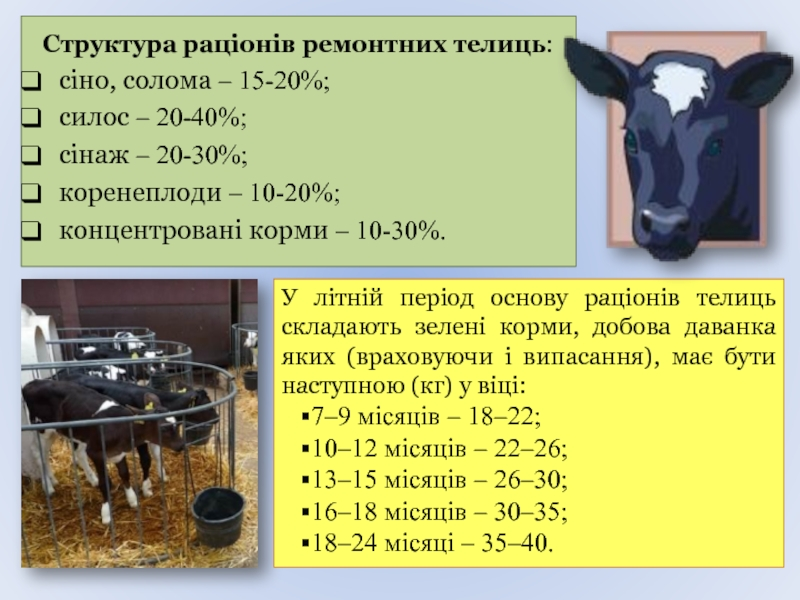 Структура раціонів ремонтних телиць:
❑ сіно, солома – 15-20%;
❑ силос – 20-40%;
❑ сінаж – 20-30%;
❑ коренеплоди – 10-20%;
❑ концентровані корми – 10-30%.
У літній період основу раціонів телиць
складають зелені корми, добова даванка
яких (враховуючи і випасання), має бути
наступною (кг) у віці:
▪7–9 місяців – 18–22;
▪10–12 місяців – 22–26;
▪13–15 місяців – 26–30;
▪16–18 місяців – 30–35;
▪18–24 місяці – 35–40.